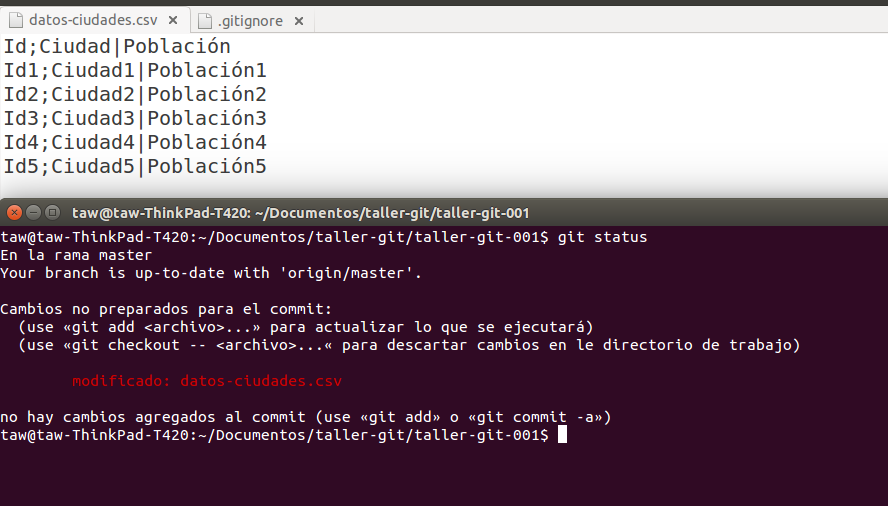 datos-ciudades.csv × .gitignore ×
Id;Ciudad|Población
Id1;Ciudad1|Población1
Id2;Ciudad2|Población2
Id3;Ciudad3|Población3
Id4;Ciudad4|Población4
Id5;Ciudad5|Población5
taw@taw-ThinkPad-T420: ~/Documentos/taller-git/taller-git-001
taw@taw-ThinkPad-T420:~/Documentos/taller-git/taller-git-001$ git status
En la rama master
Your branch is up-to-date with 'origin/master'.
Cambios no preparados para el commit:
(use «git add <archivo>...» para actualizar lo que se ejecutará)
(use «git checkout -- <archivo>...« para descartar cambios en le directorio de trabajo)
modificado: datos-ciudades.csv
no hay cambios agregados al commit (use «git add» o «git commit -a»)
taw@taw-ThinkPad-T420:~/Documentos/taller-git/taller-git-001$